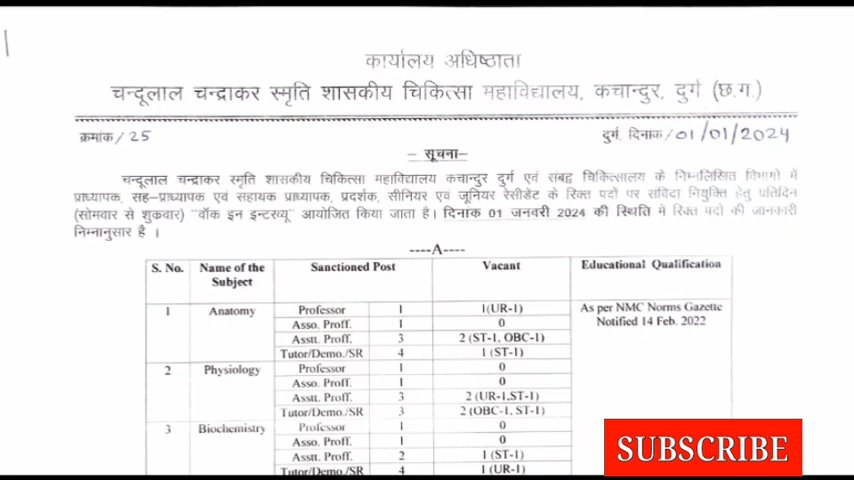 कार्यालय अधिष्ठाता
चन्दूलाल चन्द्राकर स्मृति शासकीय चिकित्सा महाविद्यालय, कचान्दुर, दुर्ग (छ.ग.)
क्रमांक / 25 दुर्ग, दिनांक / 01/01/2024
– सूचना–
चन्दूलाल चन्द्राकर स्मृति शासकीय चिकित्सा महाविद्यालय कचान्दुर दुर्ग एवं संबद्व चिकित्सालय के निम्नलिखित विभागों में
प्राध्यापक, सह–प्राध्यापक एवं सहायक प्राध्यापक, प्रदर्शक, सीनियर एवं जूनियर रेसीडेट के रिक्त पदों पर संविदा नियुक्ति हेतु प्रतिदिन
(सोमवार से शुक्रवार) "वॉक इन इन्टरव्यू" आयोजित किया जाता है। दिनाक 01 जनवरी 2024 की स्थिति मे रिक्त पदों की जानकारी
निम्नानुसार है ।
----A----
S. No. Name of the Subject Sanctioned Post Vacant Educational Qualification
1 Anatomy Professor 1 1(UR-1) As per NMC Norms Gazette
Asso. Proff. 1 0 Notified 14 Feb. 2022
Asstt. Proff. 3 2 (ST-1, OBC-1)
Tutor/Demo./SR 4 1 (ST-1)
2 Physiology Professor 1 0
Asso. Proff. 1 0
Asstt. Proff. 3 2 (UR-1,ST-1)
Tutor/Demo./SR 3 2 (OBC-1, ST-1)
3 Biochemistry Professor 1 0
Asso. Proff. 1 0
Asstt. Proff 2 1 (ST-1)
Tutor/Demo./SR 4 1 (UR-1)
SUBSCRIBE